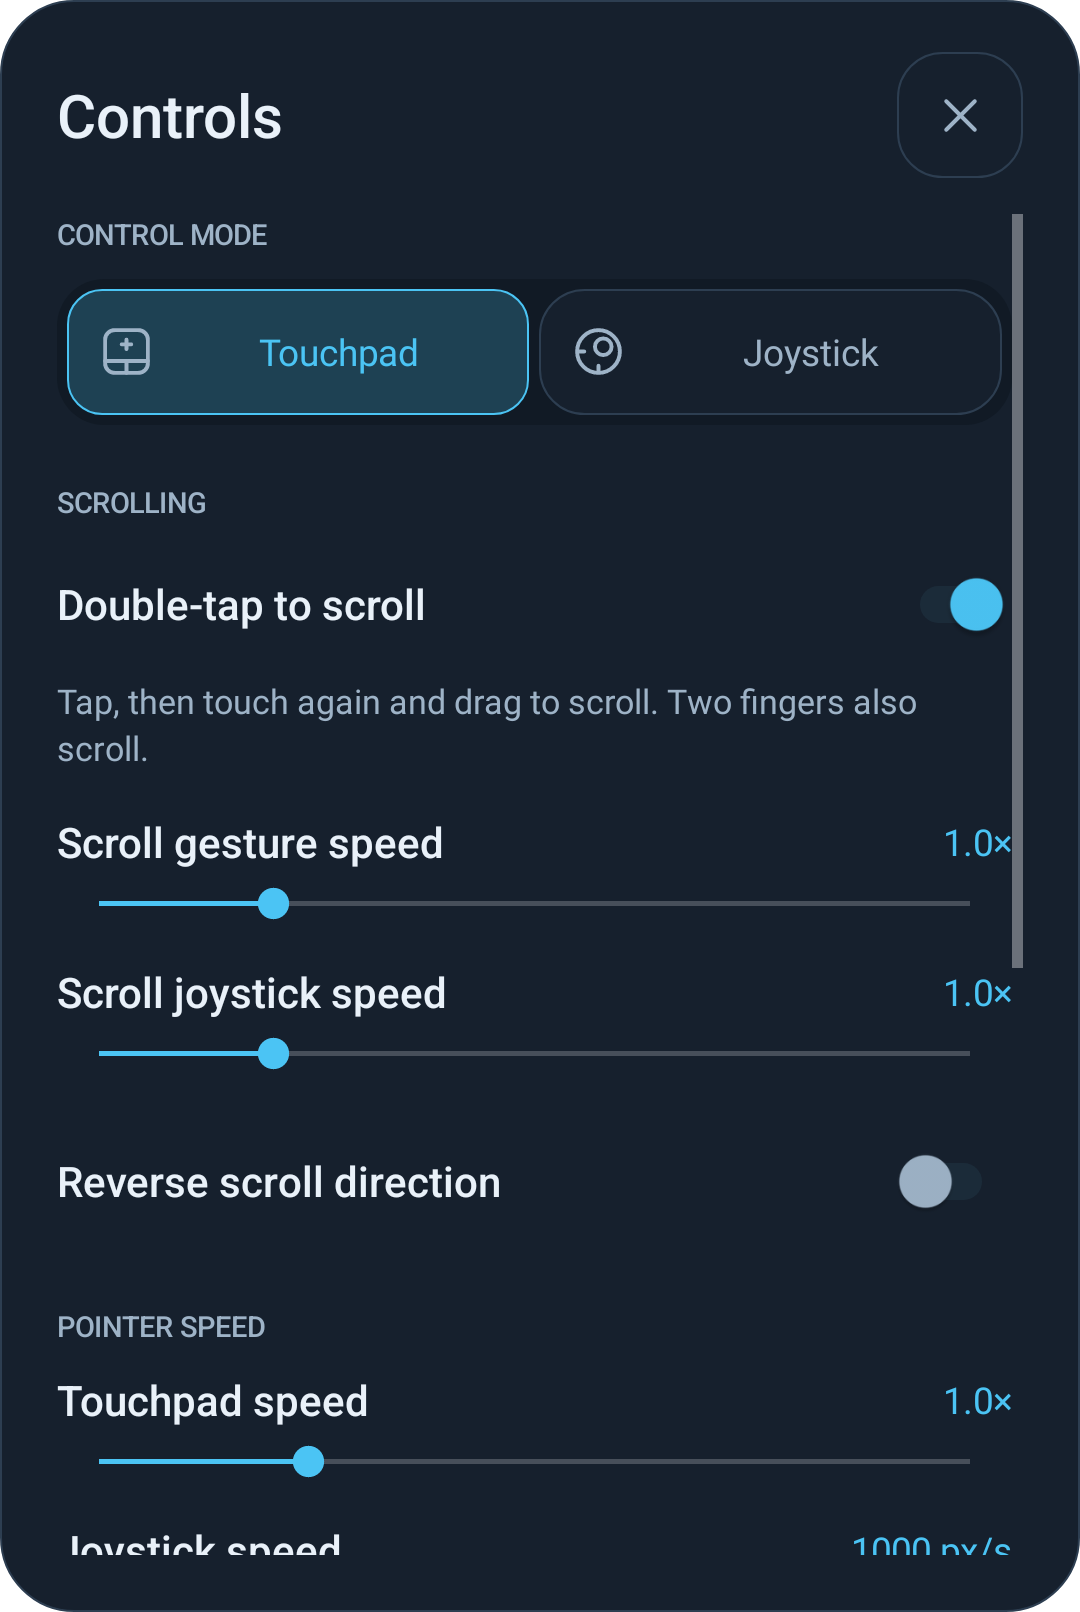 Controls
CONTROL MODE
Touchpad
Joystick
SCROLLING
Double-tap to scroll
Tap, then touch again and drag to scroll. Two fingers also
scroll.
Scroll gesture speed 1.0×
Scroll joystick speed 1.0×
Reverse scroll direction
POINTER SPEED
Touchpad speed 1.0×
Joystick speed 1000 px/s